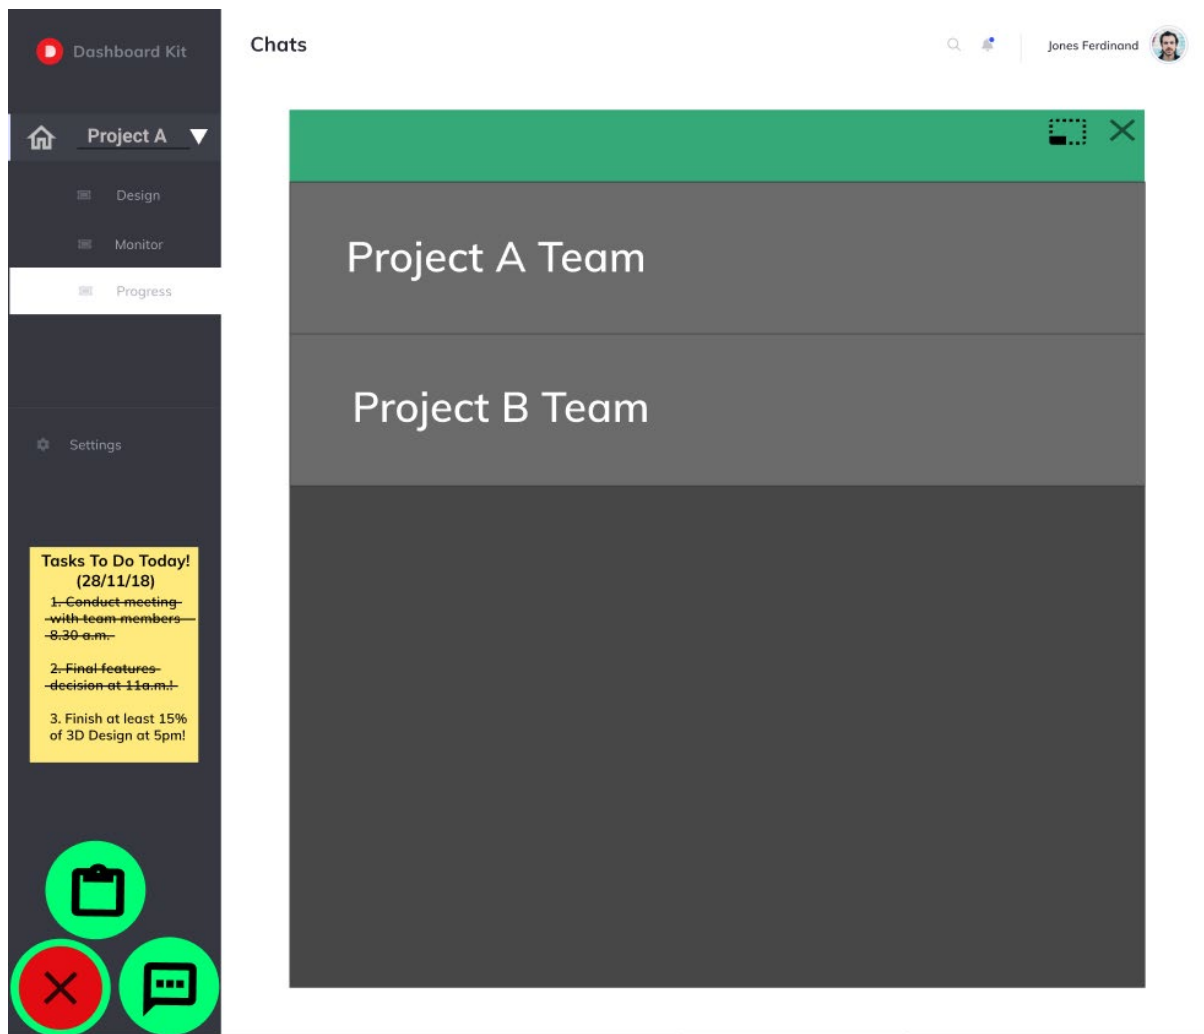 Dashboard Kit
Chats
Jones Ferdinand
Project A
Design
Monitor
Progress
Settings
Project A Team
Project B Team
Tasks To Do Today!
(28/11/18)
1. Conduct meeting
with team members
8.30 a.m.
2. Final features
decision at 11a.m.!
3. Finish at least 15%
of 3D Design at 5pm!